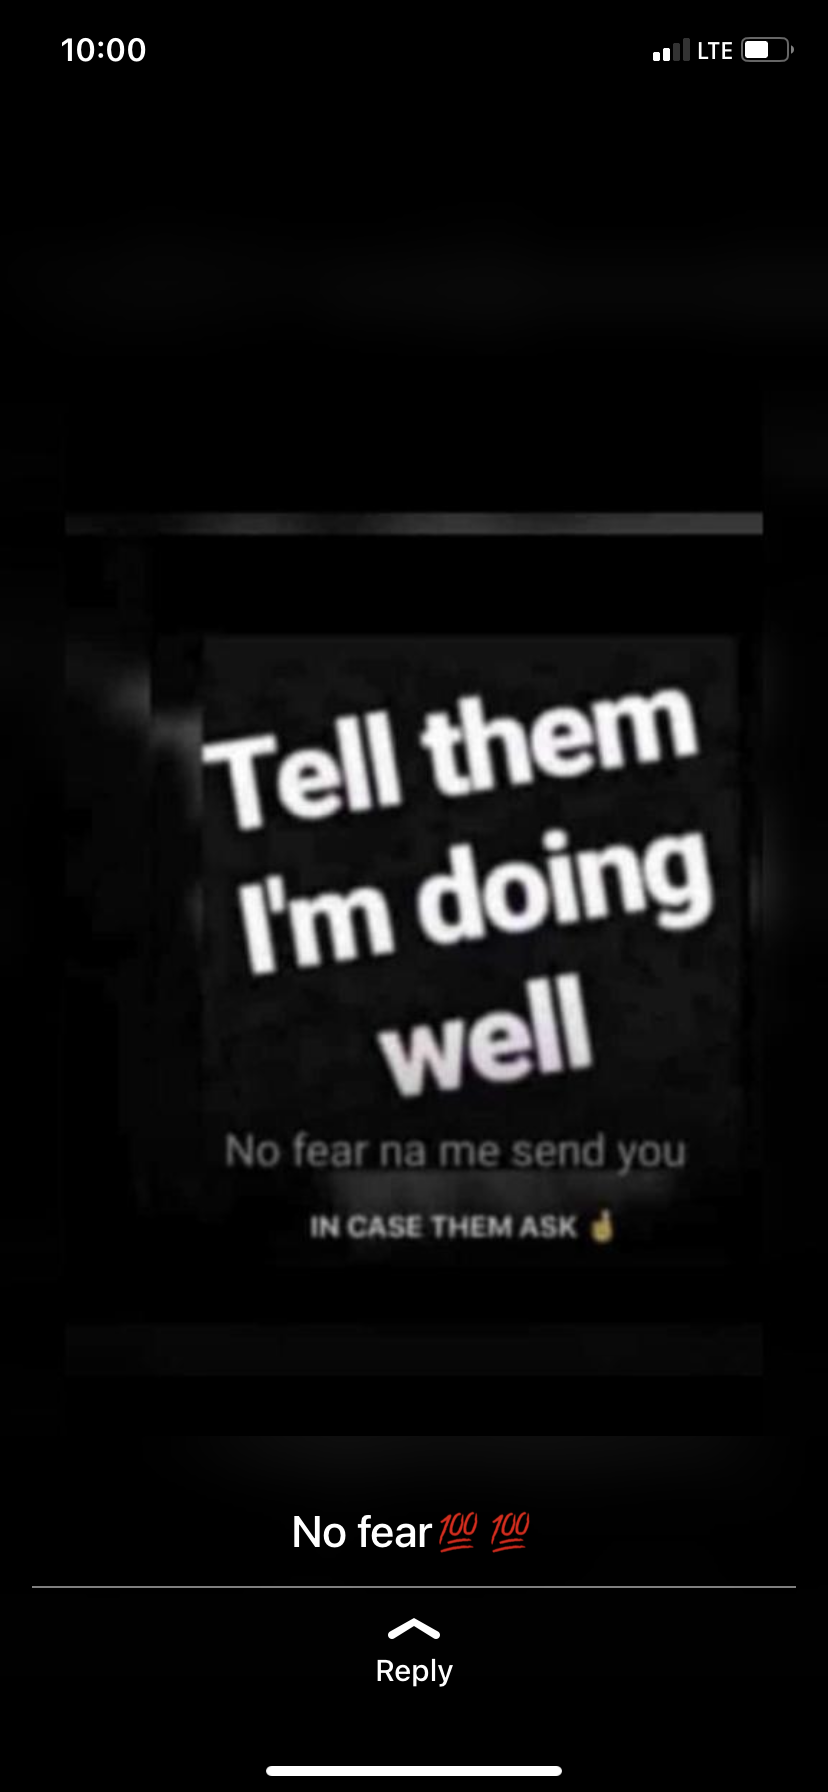 10:00
LTE
Tell them
I'm doing
well
No fear na me send you
IN CASE THEM ASK 🤞
No fear💯 💯
Reply